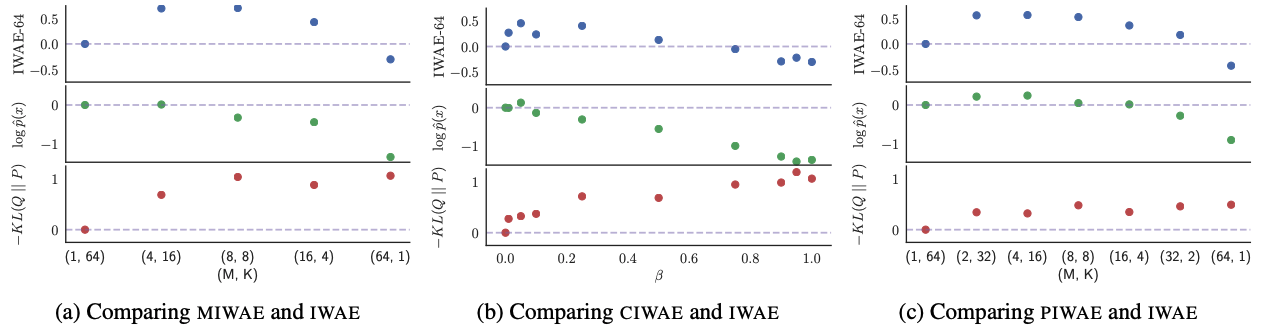 IWAE-64
0.5
0.0
−0.5
log p̂(x)
0
−1
−KL(Q || P)
1
0
(1, 64)
(4, 16)
(8, 8)
(16, 4)
(64, 1)
(M, K)
(a) Comparing MIWAE and IWAE
IWAE-64
0.5
0.0
−0.5
log p̂(x)
0
−1
−KL(Q || P)
1
0
0.0
0.2
0.4
0.6
0.8
1.0
β
(b) Comparing CIWAE and IWAE
IWAE-64
0.5
0.0
−0.5
log p̂(x)
0
−1
−KL(Q || P)
1
0
(1, 64)
(2, 32)
(4, 16)
(8, 8)
(16, 4)
(32, 2)
(64, 1)
(M, K)
(c) Comparing PIWAE and IWAE